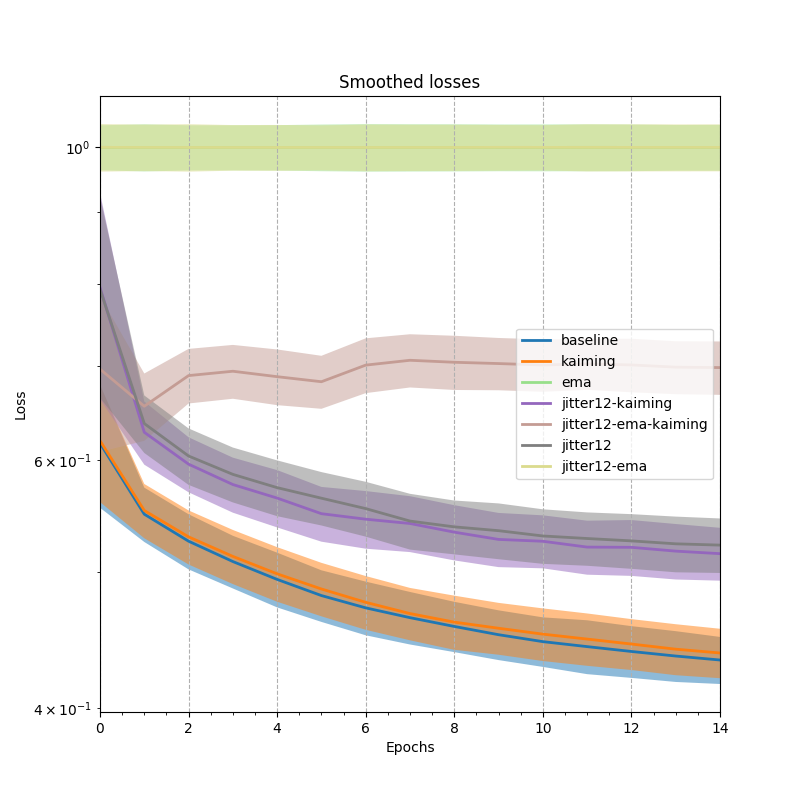 Smoothed losses
Loss
10^0
6 × 10^-1
4 × 10^-1
baseline
kaiming
ema
jitter12-kaiming
jitter12-ema-kaiming
jitter12
jitter12-ema
0 2 4 6 8 10 12 14
Epochs